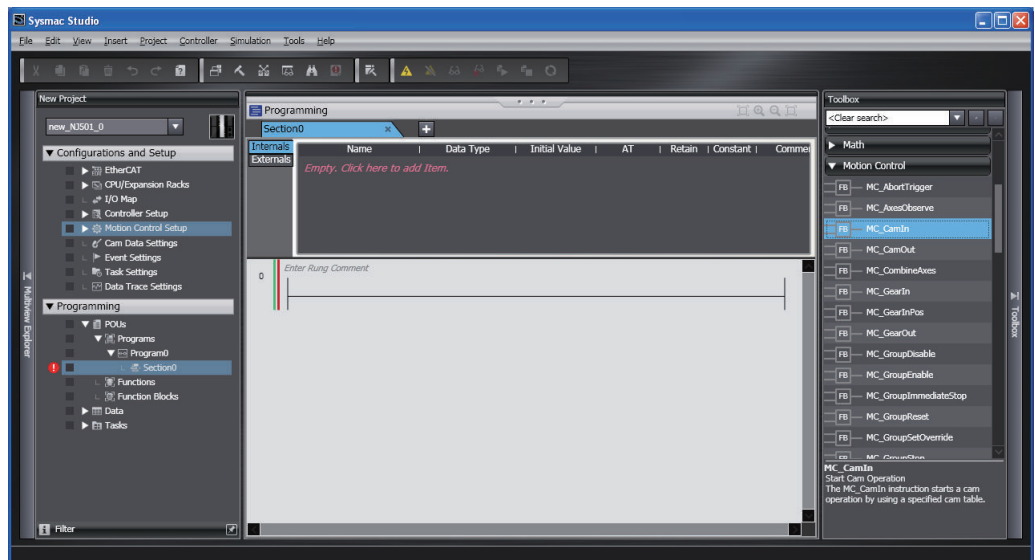 Sysmac Studio
File Edit View Insert Project Controller Simulation Tools Help
New Project
new_NJ501_0
Configurations and Setup
EtherCAT
CPU/Expansion Racks
I/O Map
Controller Setup
Motion Control Setup
Cam Data Settings
Event Settings
Task Settings
Data Trace Settings
Programming
POUs
Programs
Program0
Section0
Functions
Function Blocks
Data
Tasks
Filter
Multiview Explorer
Programming
Section0
Internals
Externals
Name Data Type Initial Value AT Retain Constant Commen
Empty. Click here to add Item.
0 Enter Rung Comment
Toolbox
<Clear search>
Math
Motion Control
FB MC_AbortTrigger
FB MC_AxesObserve
FB MC_CamIn
FB MC_CamOut
FB MC_CombineAxes
FB MC_GearIn
FB MC_GearInPos
FB MC_GearOut
FB MC_GroupDisable
FB MC_GroupEnable
FB MC_GroupImmediateStop
FB MC_GroupReset
FB MC_GroupSetOverride
FB MC_GroupStop
MC_CamIn
Start Cam Operation
The MC_CamIn instruction starts a cam
operation by using a specified cam table.
Toolbox